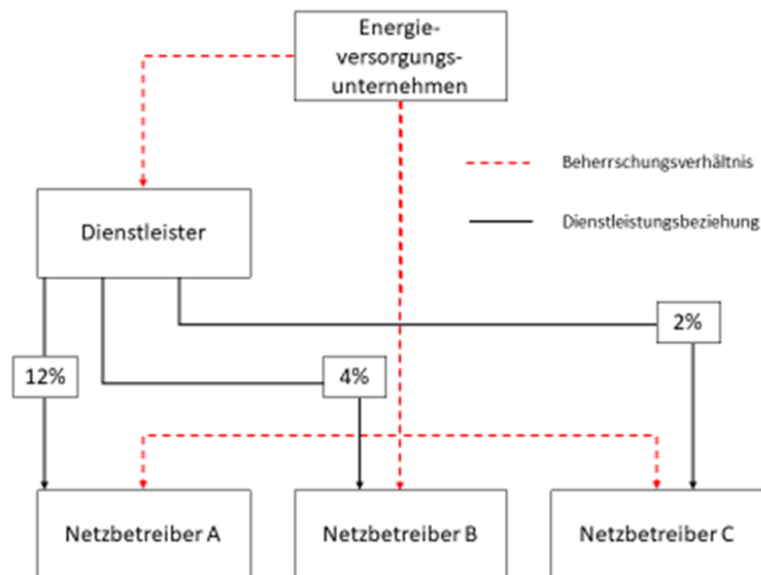 Energie-
versorgungs-
unternehmen
Beherrschungsverhältnis
Dienstleister
Dienstleistungsbeziehung
2%
12%
4%
Netzbetreiber A
Netzbetreiber B
Netzbetreiber C